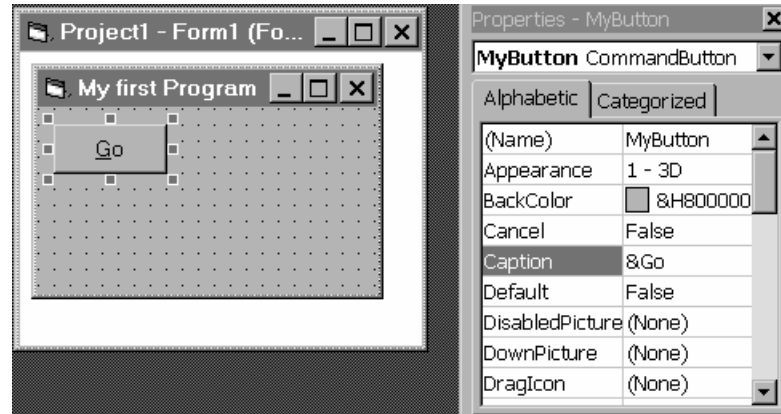 Project1 - Form1 (Fo...
My first Program
Go
Properties - MyButton
MyButton CommandButton
Alphabetic Categorized
(Name) MyButton
Appearance 1 - 3D
BackColor &H800000
Cancel False
Caption &Go
Default False
DisabledPicture (None)
DownPicture (None)
DragIcon (None)